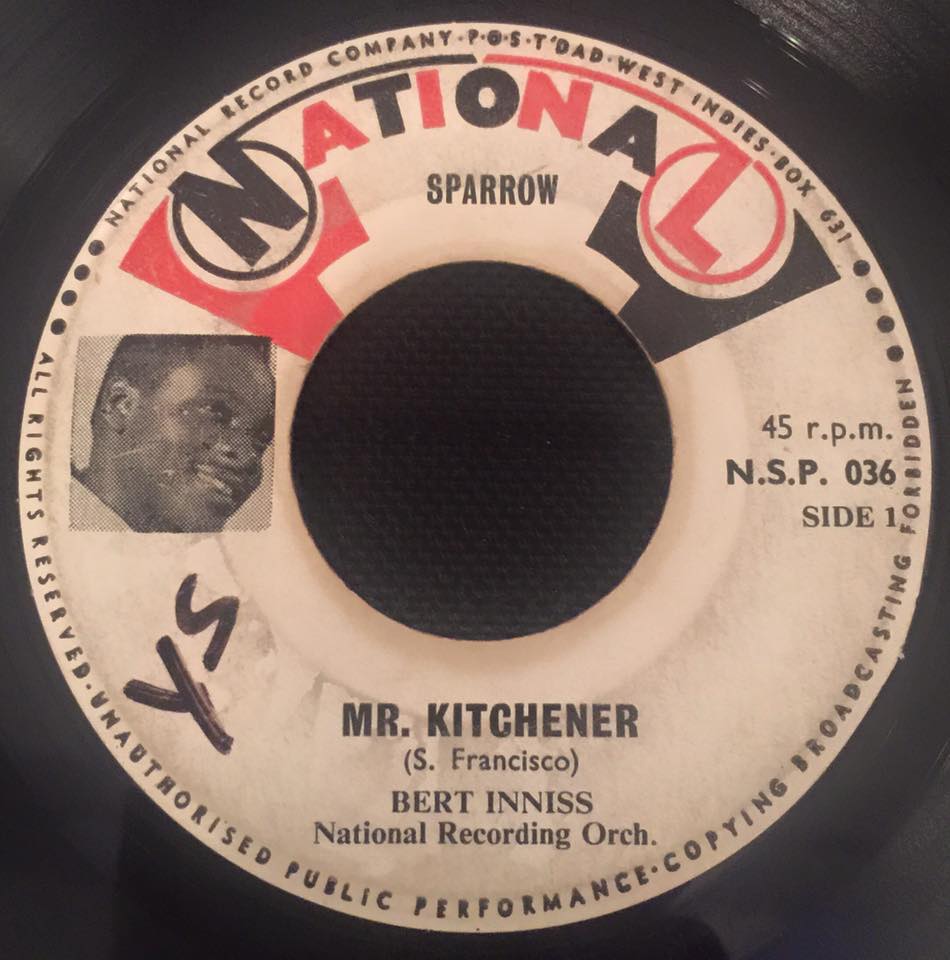 NATIONAL RECORD COMPANY·P·O·S·T'DAD·WEST INDIES·BOX 631
NATIONAL
SPARROW
45 r.p.m.
N.S.P. 036
SIDE 1
YS
MR. KITCHENER
(S. Francisco)
BERT INNISS
National Recording Orch.
ALL RIGHTS RESERVED·UNAUTHORISED PUBLIC PERFORMANCE·COPYING BROADCASTING FORBIDDEN